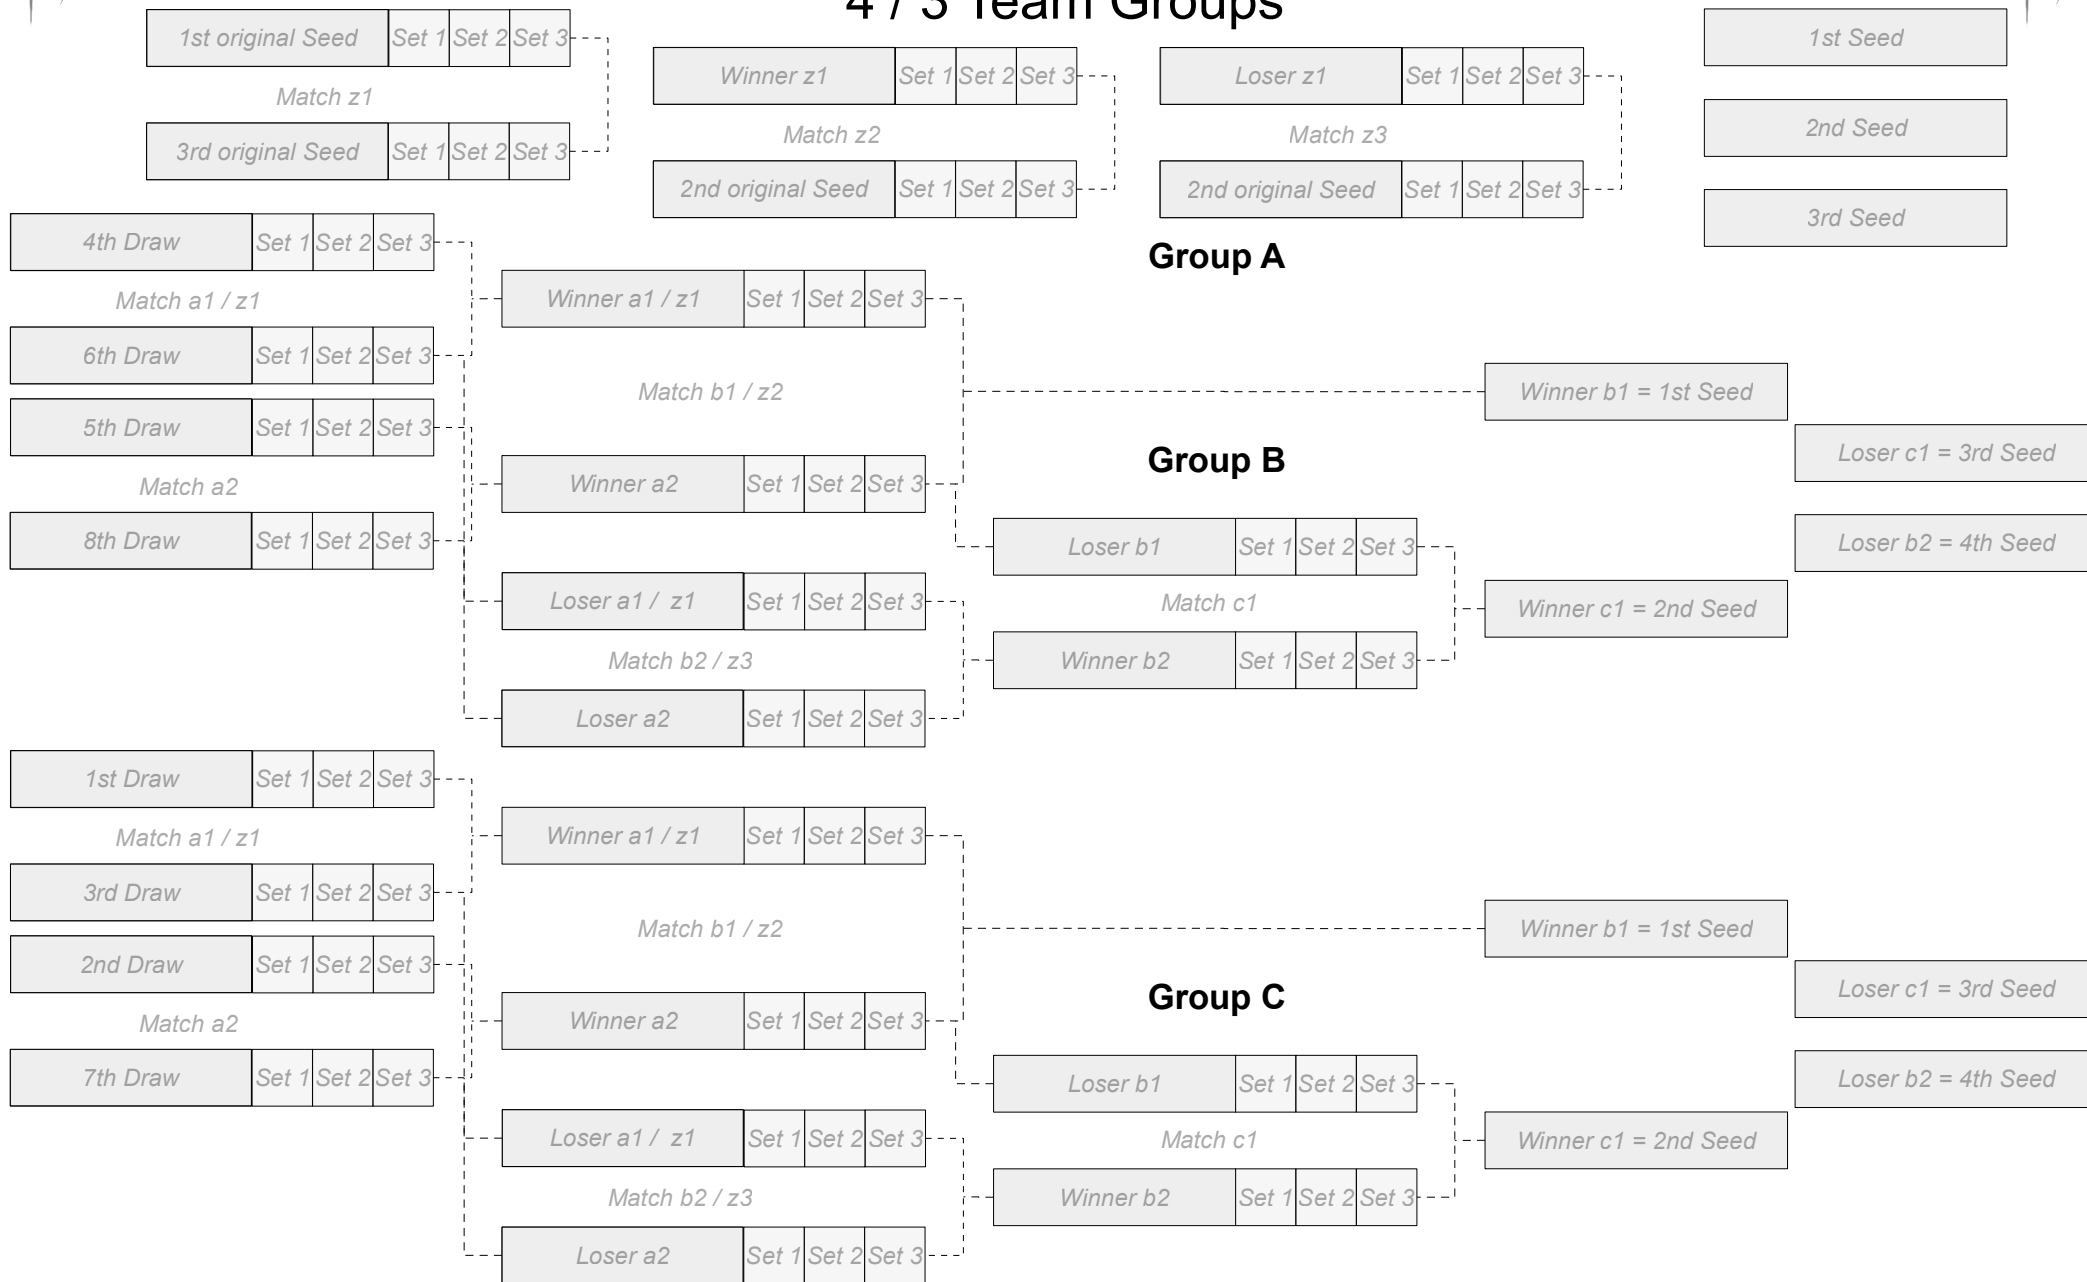 4 / 3 Team Groups
1st original Seed Set 1 Set 2 Set 3
Match z1
3rd original Seed Set 1 Set 2 Set 3
Winner z1 Set 1 Set 2 Set 3
Match z2
2nd original Seed Set 1 Set 2 Set 3
Loser z1 Set 1 Set 2 Set 3
Match z3
2nd original Seed Set 1 Set 2 Set 3
1st Seed
2nd Seed
3rd Seed
Group A
4th Draw Set 1 Set 2 Set 3
Match a1 / z1
6th Draw Set 1 Set 2 Set 3
5th Draw Set 1 Set 2 Set 3
Match a2
8th Draw Set 1 Set 2 Set 3
Winner a1 / z1 Set 1 Set 2 Set 3
Match b1 / z2
Winner a2 Set 1 Set 2 Set 3
Loser a1 / z1 Set 1 Set 2 Set 3
Match b2 / z3
Loser a2 Set 1 Set 2 Set 3
Group B
Loser b1 Set 1 Set 2 Set 3
Match c1
Winner b2 Set 1 Set 2 Set 3
Winner b1 = 1st Seed
Winner c1 = 2nd Seed
Loser c1 = 3rd Seed
Loser b2 = 4th Seed
1st Draw Set 1 Set 2 Set 3
Match a1 / z1
3rd Draw Set 1 Set 2 Set 3
2nd Draw Set 1 Set 2 Set 3
Match a2
7th Draw Set 1 Set 2 Set 3
Winner a1 / z1 Set 1 Set 2 Set 3
Match b1 / z2
Winner a2 Set 1 Set 2 Set 3
Loser a1 / z1 Set 1 Set 2 Set 3
Match b2 / z3
Loser a2 Set 1 Set 2 Set 3
Group C
Loser b1 Set 1 Set 2 Set 3
Match c1
Winner b2 Set 1 Set 2 Set 3
Winner b1 = 1st Seed
Winner c1 = 2nd Seed
Loser c1 = 3rd Seed
Loser b2 = 4th Seed